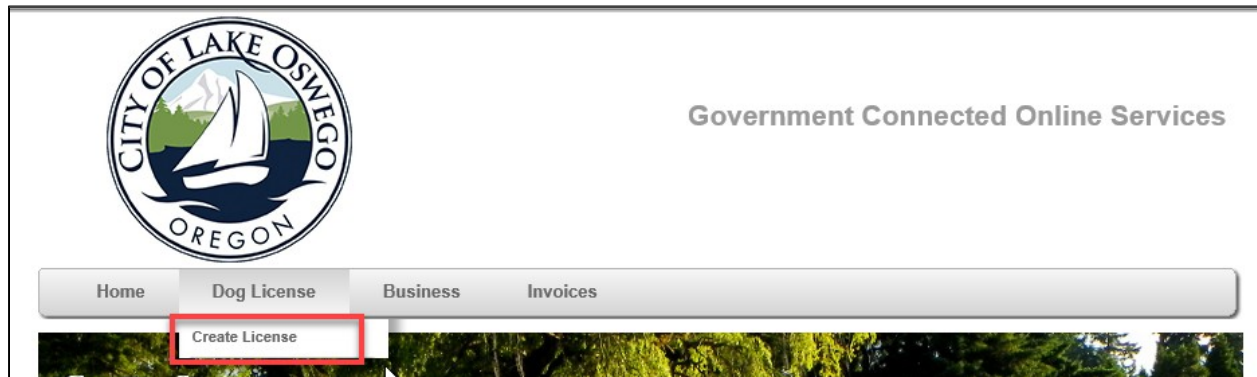 CITY OF LAKE OSWEGO
OREGON
Government Connected Online Services
Home Dog License Business Invoices
Create License